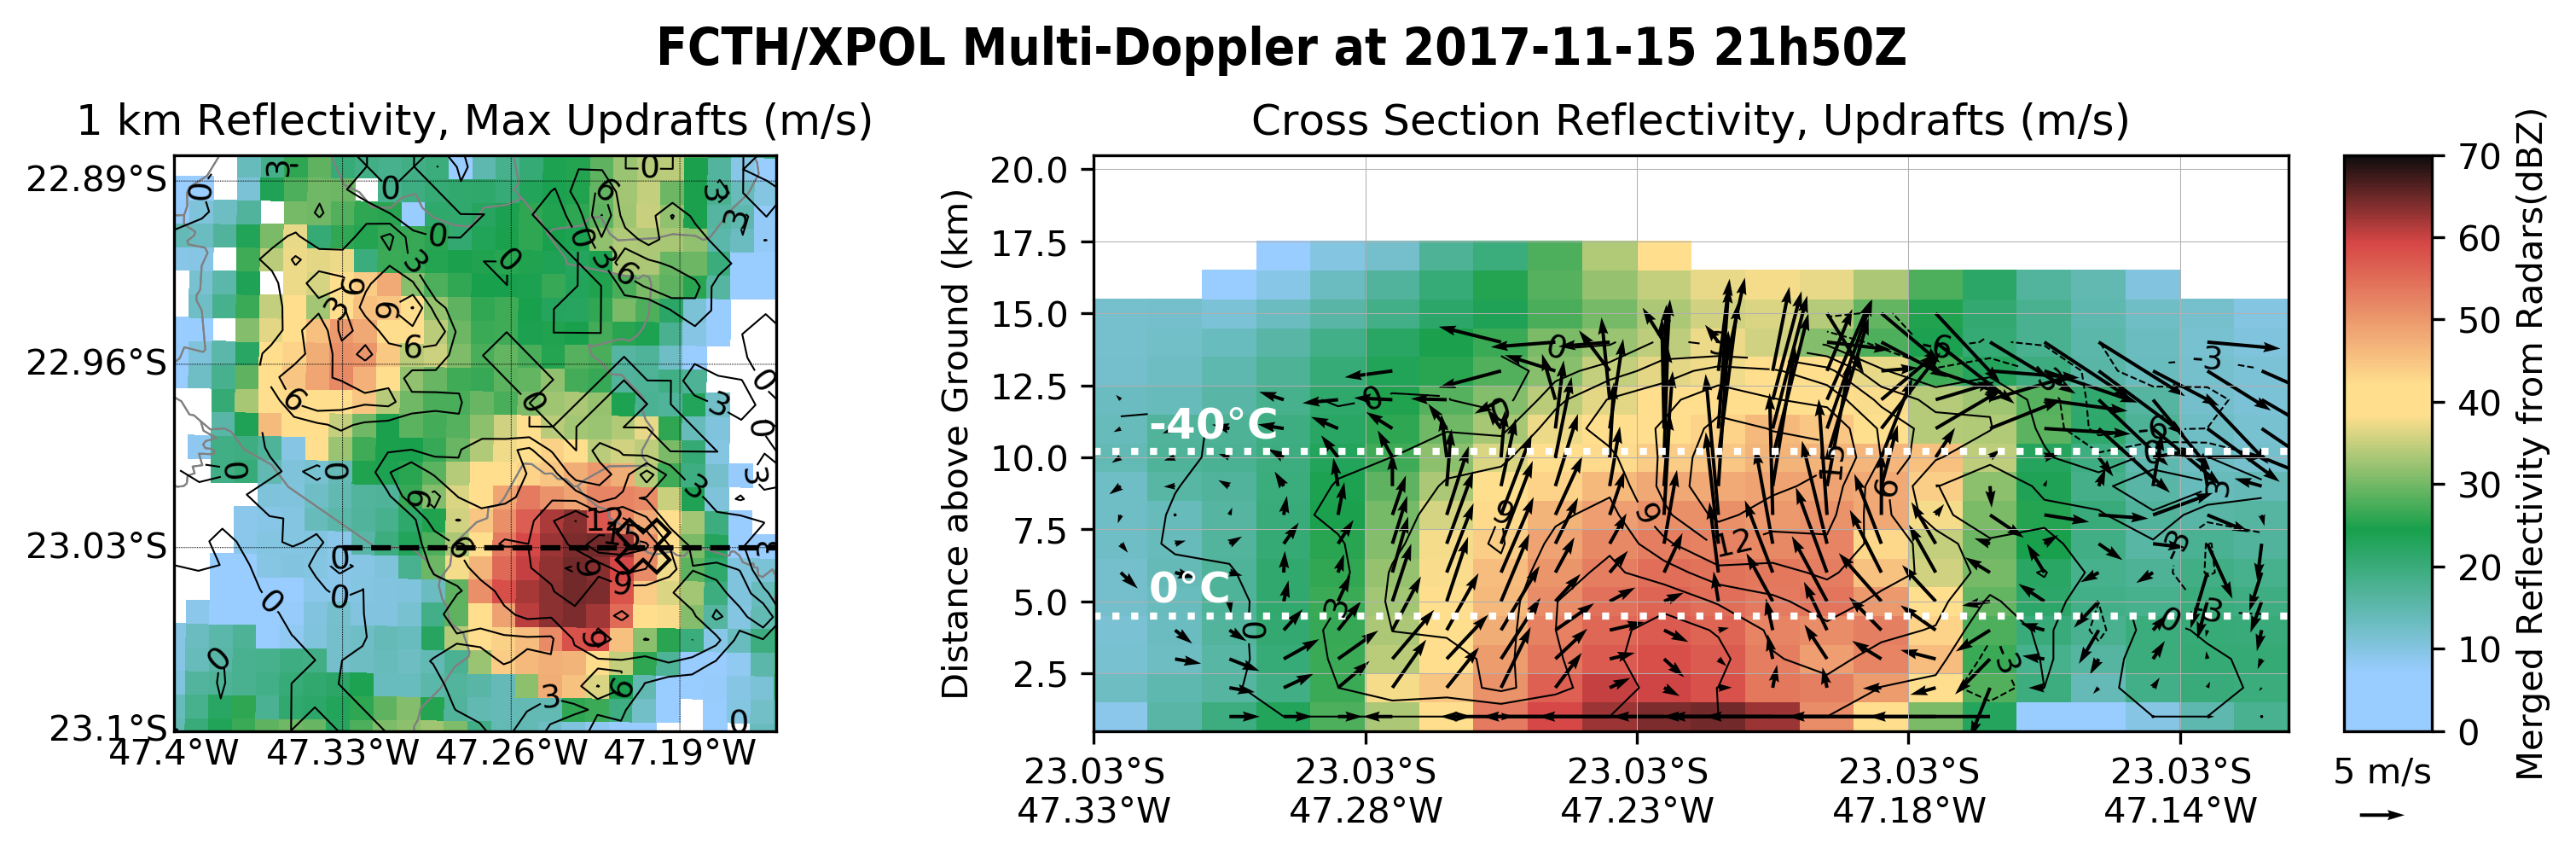 FCTH/XPOL Multi-Doppler at 2017-11-15 21h50Z
1 km Reflectivity, Max Updrafts (m/s)
22.89°S
22.96°S
23.03°S
23.1°S
47.4°W 47.33°W 47.26°W 47.19°W
Cross Section Reflectivity, Updrafts (m/s)
Distance above Ground (km)
20.0
17.5
15.0
12.5
10.0
7.5
5.0
2.5
-40°C
0°C
23.03°S 23.03°S 23.03°S 23.03°S 23.03°S
47.33°W 47.28°W 47.23°W 47.18°W 47.14°W
70
60
50
40
30
20
10
0
Merged Reflectivity from Radars(dBZ)
5 m/s